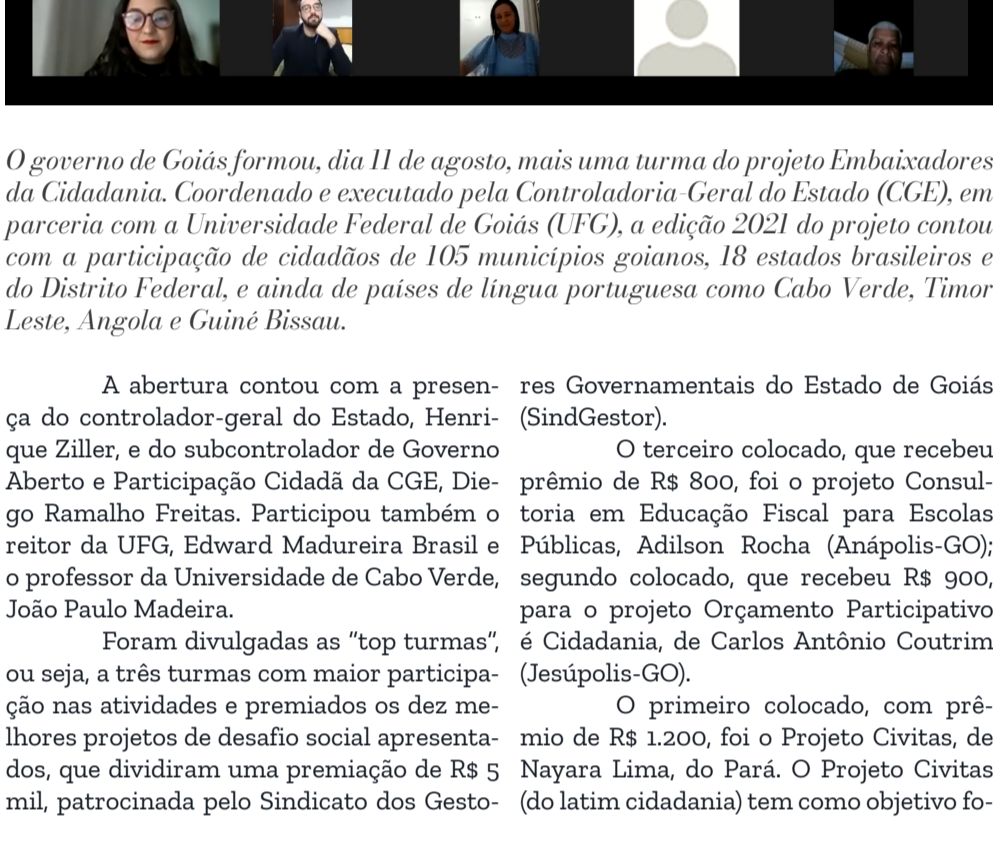 O governo de Goiás formou, dia 11 de agosto, mais uma turma do projeto Embaixadores
da Cidadania. Coordenado e executado pela Controladoria-Geral do Estado (CGE), em
parceria com a Universidade Federal de Goiás (UFG), a edição 2021 do projeto contou
com a participação de cidadãos de 105 municípios goianos, 18 estados brasileiros e
do Distrito Federal, e ainda de países de língua portuguesa como Cabo Verde, Timor
Leste, Angola e Guiné Bissau.
A abertura contou com a presen-
ça do controlador-geral do Estado, Henri-
que Ziller, e do subcontrolador de Governo
Aberto e Participação Cidadã da CGE, Die-
go Ramalho Freitas. Participou também o
reitor da UFG, Edward Madureira Brasil e
o professor da Universidade de Cabo Verde,
João Paulo Madeira.
Foram divulgadas as "top turmas",
ou seja, a três turmas com maior participa-
ção nas atividades e premiados os dez me-
lhores projetos de desafio social apresenta-
dos, que dividiram uma premiação de R$ 5
mil, patrocinada pelo Sindicato dos Gesto-
res Governamentais do Estado de Goiás
(SindGestor).
O terceiro colocado, que recebeu
prêmio de R$ 800, foi o projeto Consul-
toria em Educação Fiscal para Escolas
Públicas, Adilson Rocha (Anápolis-GO);
segundo colocado, que recebeu R$ 900,
para o projeto Orçamento Participativo
é Cidadania, de Carlos Antônio Coutrim
(Jesúpolis-GO).
O primeiro colocado, com prê-
mio de R$ 1.200, foi o Projeto Civitas, de
Nayara Lima, do Pará. O Projeto Civitas
(do latim cidadania) tem como objetivo fo-